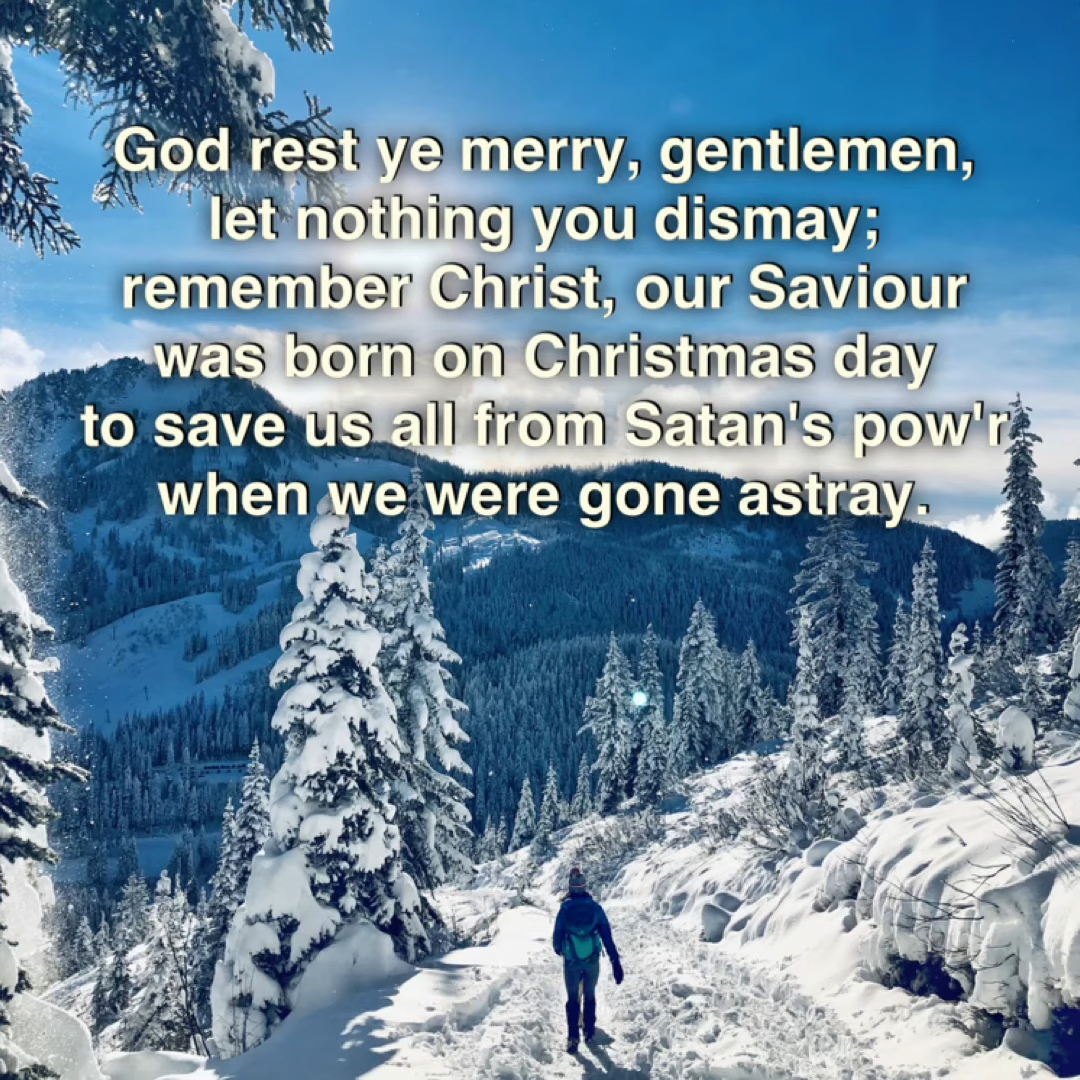 God rest ye merry, gentlemen,
let nothing you dismay;
remember Christ, our Saviour
was born on Christmas day
to save us all from Satan's pow'r
when we were gone astray.